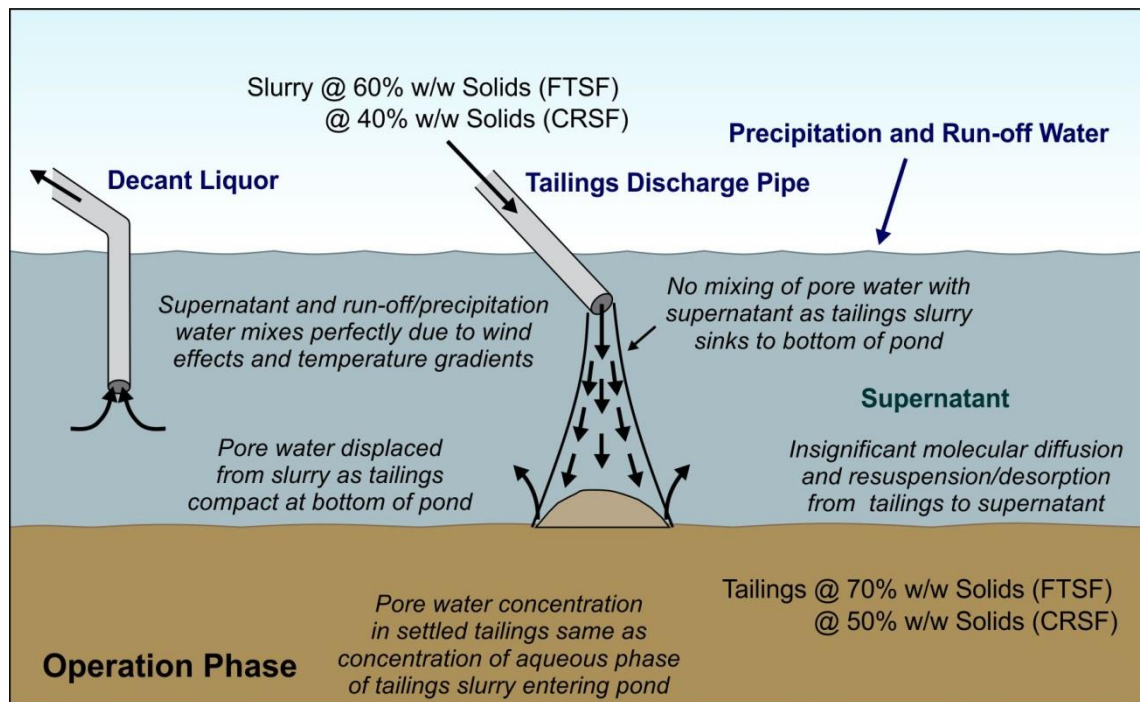 Slurry @ 60% w/w Solids (FTSF)
@ 40% w/w Solids (CRSF)
Precipitation and Run-off Water
Decant Liquor
Tailings Discharge Pipe
Supernatant and run-off/precipitation
water mixes perfectly due to wind
effects and temperature gradients
No mixing of pore water with
supernatant as tailings slurry
sinks to bottom of pond
Supernatant
Pore water displaced
from slurry as tailings
compact at bottom of pond
Insignificant molecular diffusion
and resuspension/desorption
from tailings to supernatant
Tailings @ 70% w/w Solids (FTSF)
@ 50% w/w Solids (CRSF)
Pore water concentration
in settled tailings same as
concentration of aqueous phase
of tailings slurry entering pond
Operation Phase